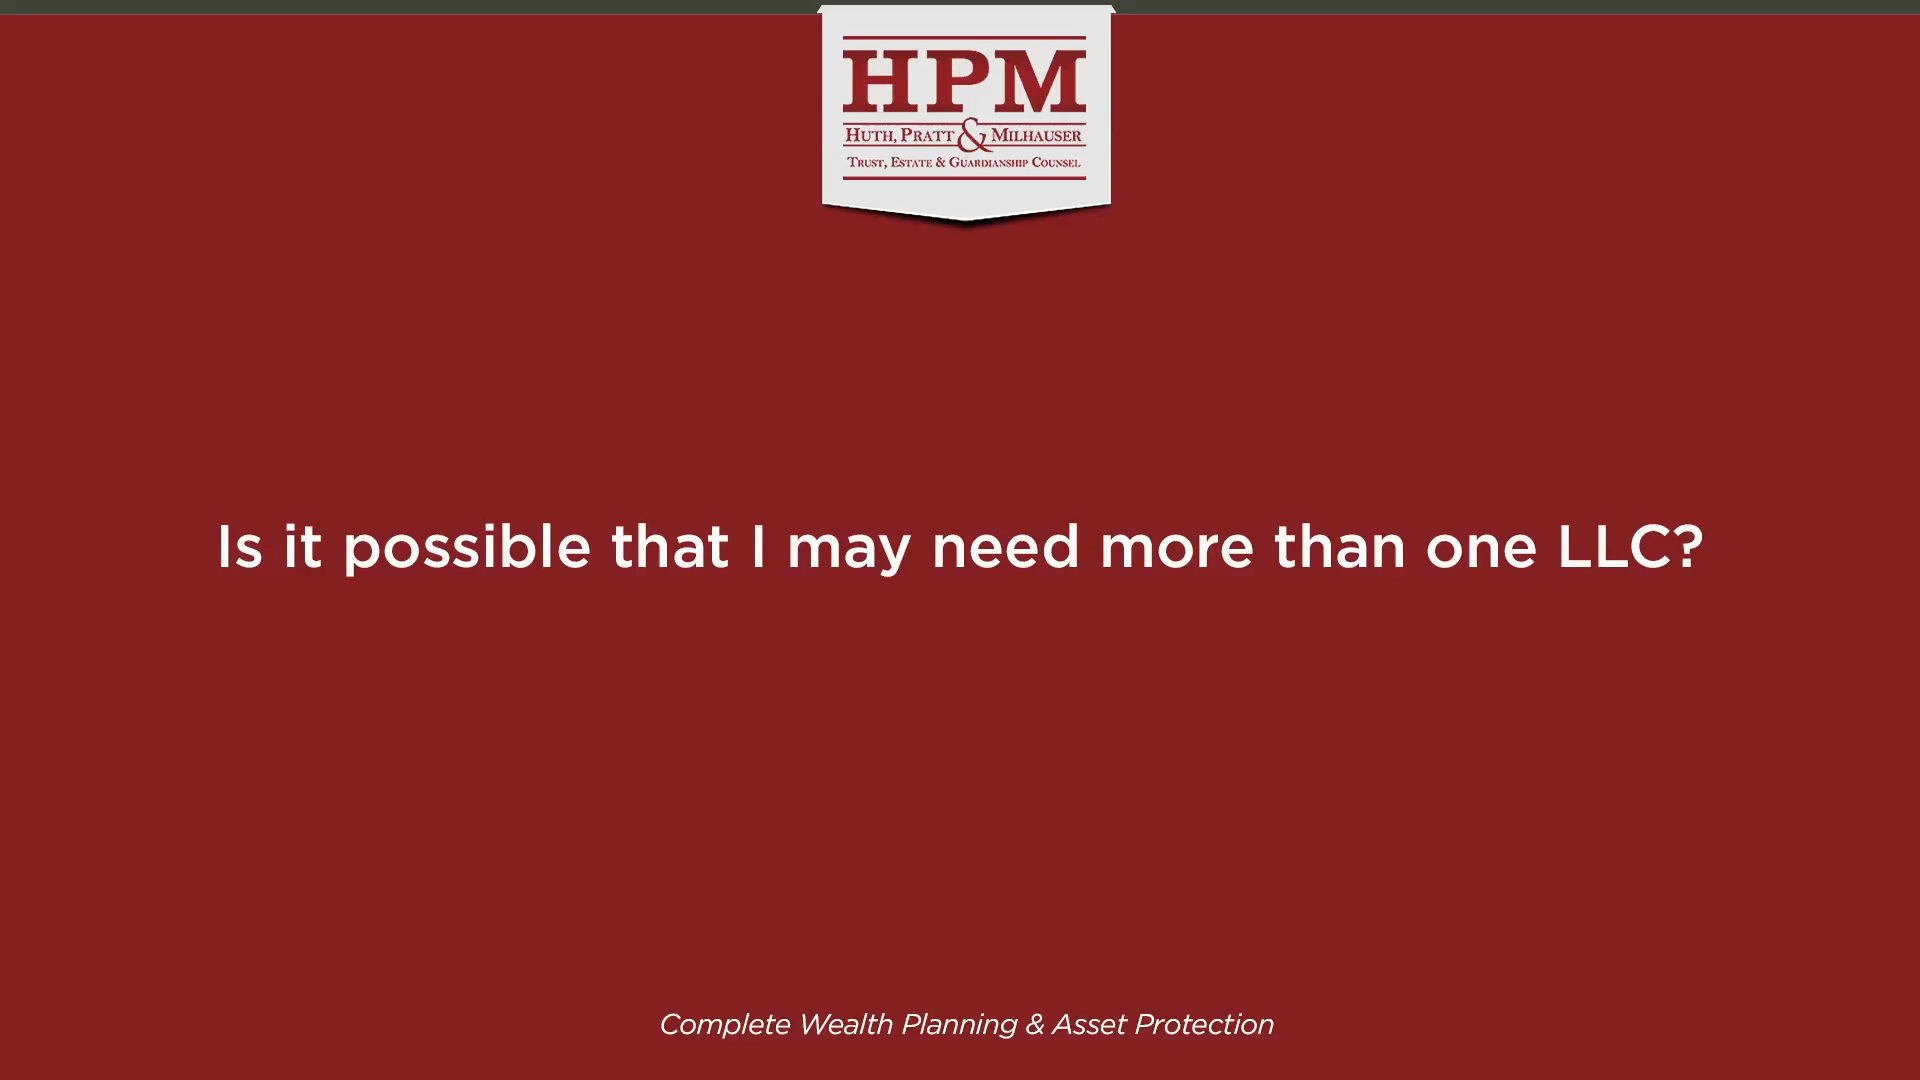 HPM
HUTH, PRATT & MILHAUSER
TRUST, ESTATE & GUARDIANSHIP COUNSEL
Is it possible that I may need more than one LLC?
Complete Wealth Planning & Asset Protection